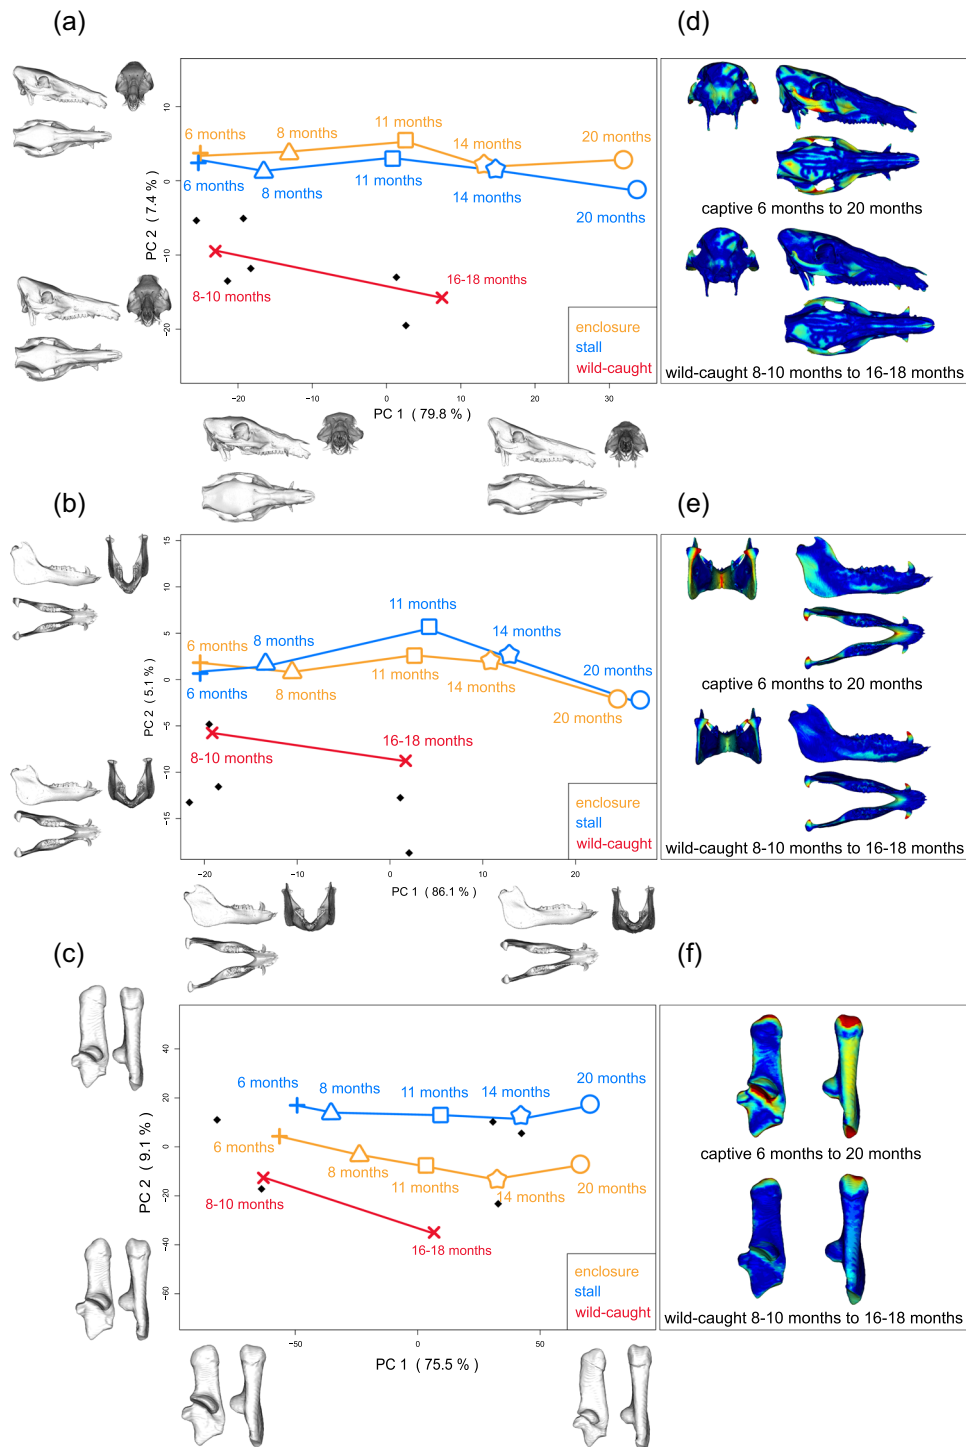 (a)
(d)
6 months
8 months
11 months
14 months
20 months
6 months
8 months
11 months
14 months
20 months
8-10 months
16-18 months
enclosure
stall
wild-caught
PC 2 ( 7.4 % )
10
0
−10
−20
−20
−10
0
10
20
30
PC 1 ( 79.8 % )
captive 6 months to 20 months
wild-caught 8-10 months to 16-18 months
(b)
(e)
11 months
6 months
8 months
14 months
20 months
6 months
8 months
11 months
14 months
20 months
8-10 months
16-18 months
enclosure
stall
wild-caught
PC 2 ( 5.1 % )
15
10
5
0
−5
−10
−15
−20
−10
0
10
20
PC 1 ( 86.1 % )
captive 6 months to 20 months
wild-caught 8-10 months to 16-18 months
(c)
(f)
6 months
8 months
11 months
14 months
20 months
6 months
8 months
11 months
14 months
20 months
8-10 months
16-18 months
enclosure
stall
wild-caught
PC 2 ( 9.1 % )
40
20
0
−20
−40
−60
−50
0
50
PC 1 ( 75.5 % )
captive 6 months to 20 months
wild-caught 8-10 months to 16-18 months